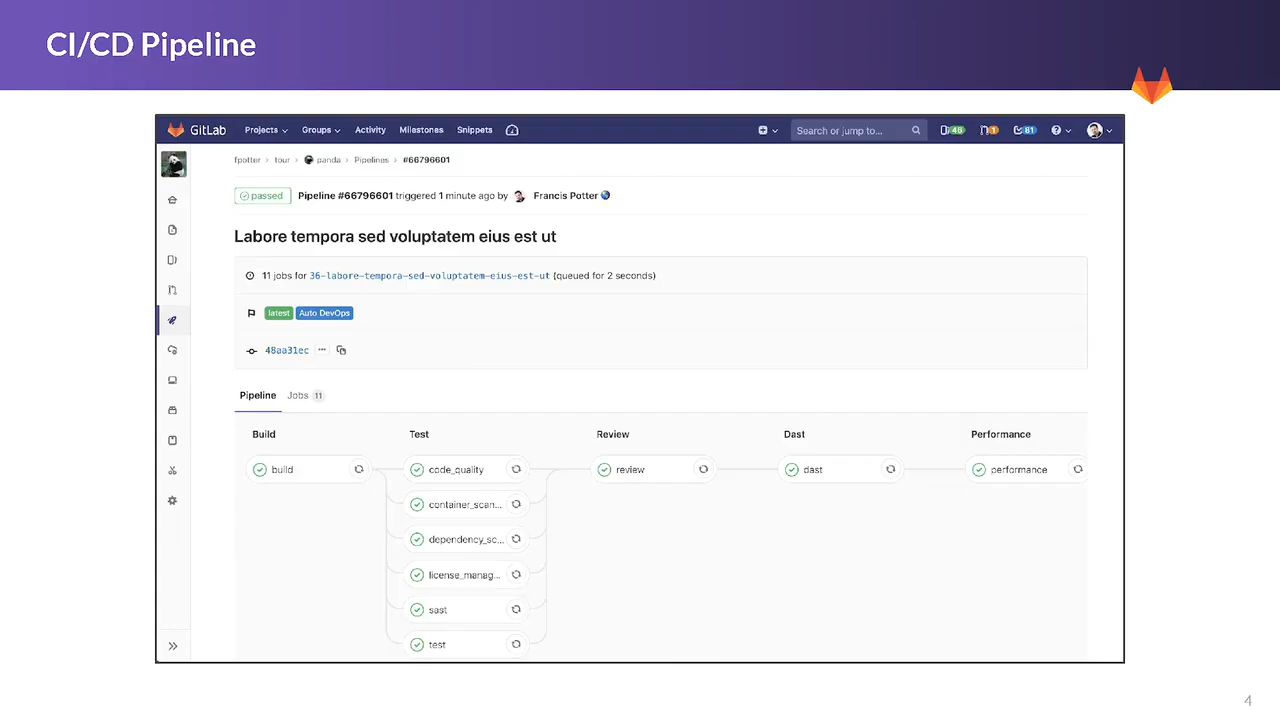 CI/CD Pipeline
GitLab Projects Groups Activity Milestones Snippets Search or jump to... 48 1 61
fpotter › tour › panda › Pipelines › #66796601
passed Pipeline #66796601 triggered 1 minute ago by Francis Potter
Labore tempora sed voluptatem eius est ut
11 jobs for 36-labore-tempora-sed-voluptatem-eius-est-ut (queued for 2 seconds)
latest Auto DevOps
48aa31ec
Pipeline Jobs 11
Build Test Review Dast Performance
build code_quality review dast performance
container_scan...
dependency_sc...
license_manag...
sast
test
4